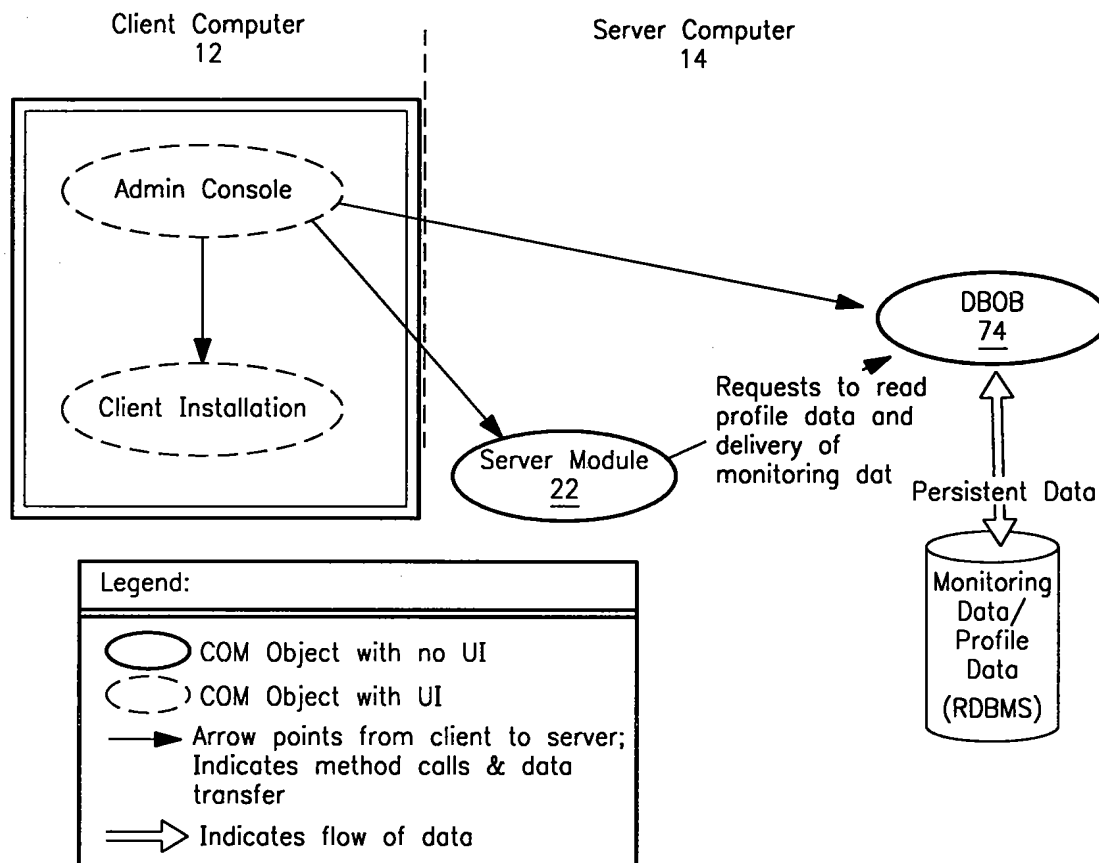 Client Computer
12
Server Computer
14
Admin Console
Client Installation
DBOB
74
Server Module
22
Requests to read
profile data and
delivery of
monitoring dat
Persistent Data
Monitoring
Data/
Profile
Data
(RDBMS)
Legend:
COM Object with no UI
COM Object with UI
Arrow points from client to server;
Indicates method calls & data
transfer
Indicates flow of data